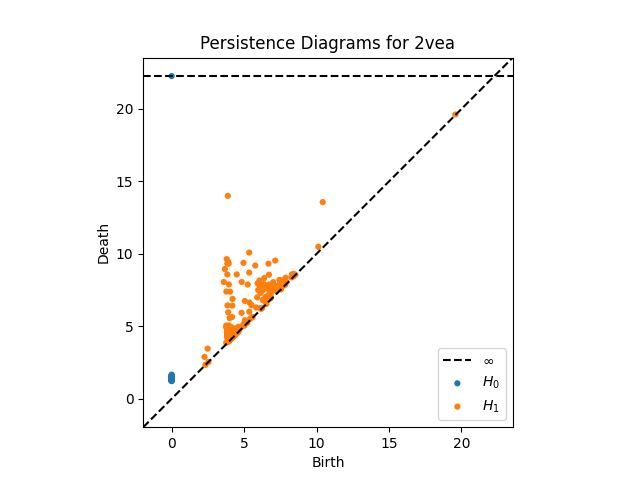 Persistence Diagrams for 2vea
Death
20
15
10
5
0
0 5 10 15 20
Birth
∞
H₀
H₁